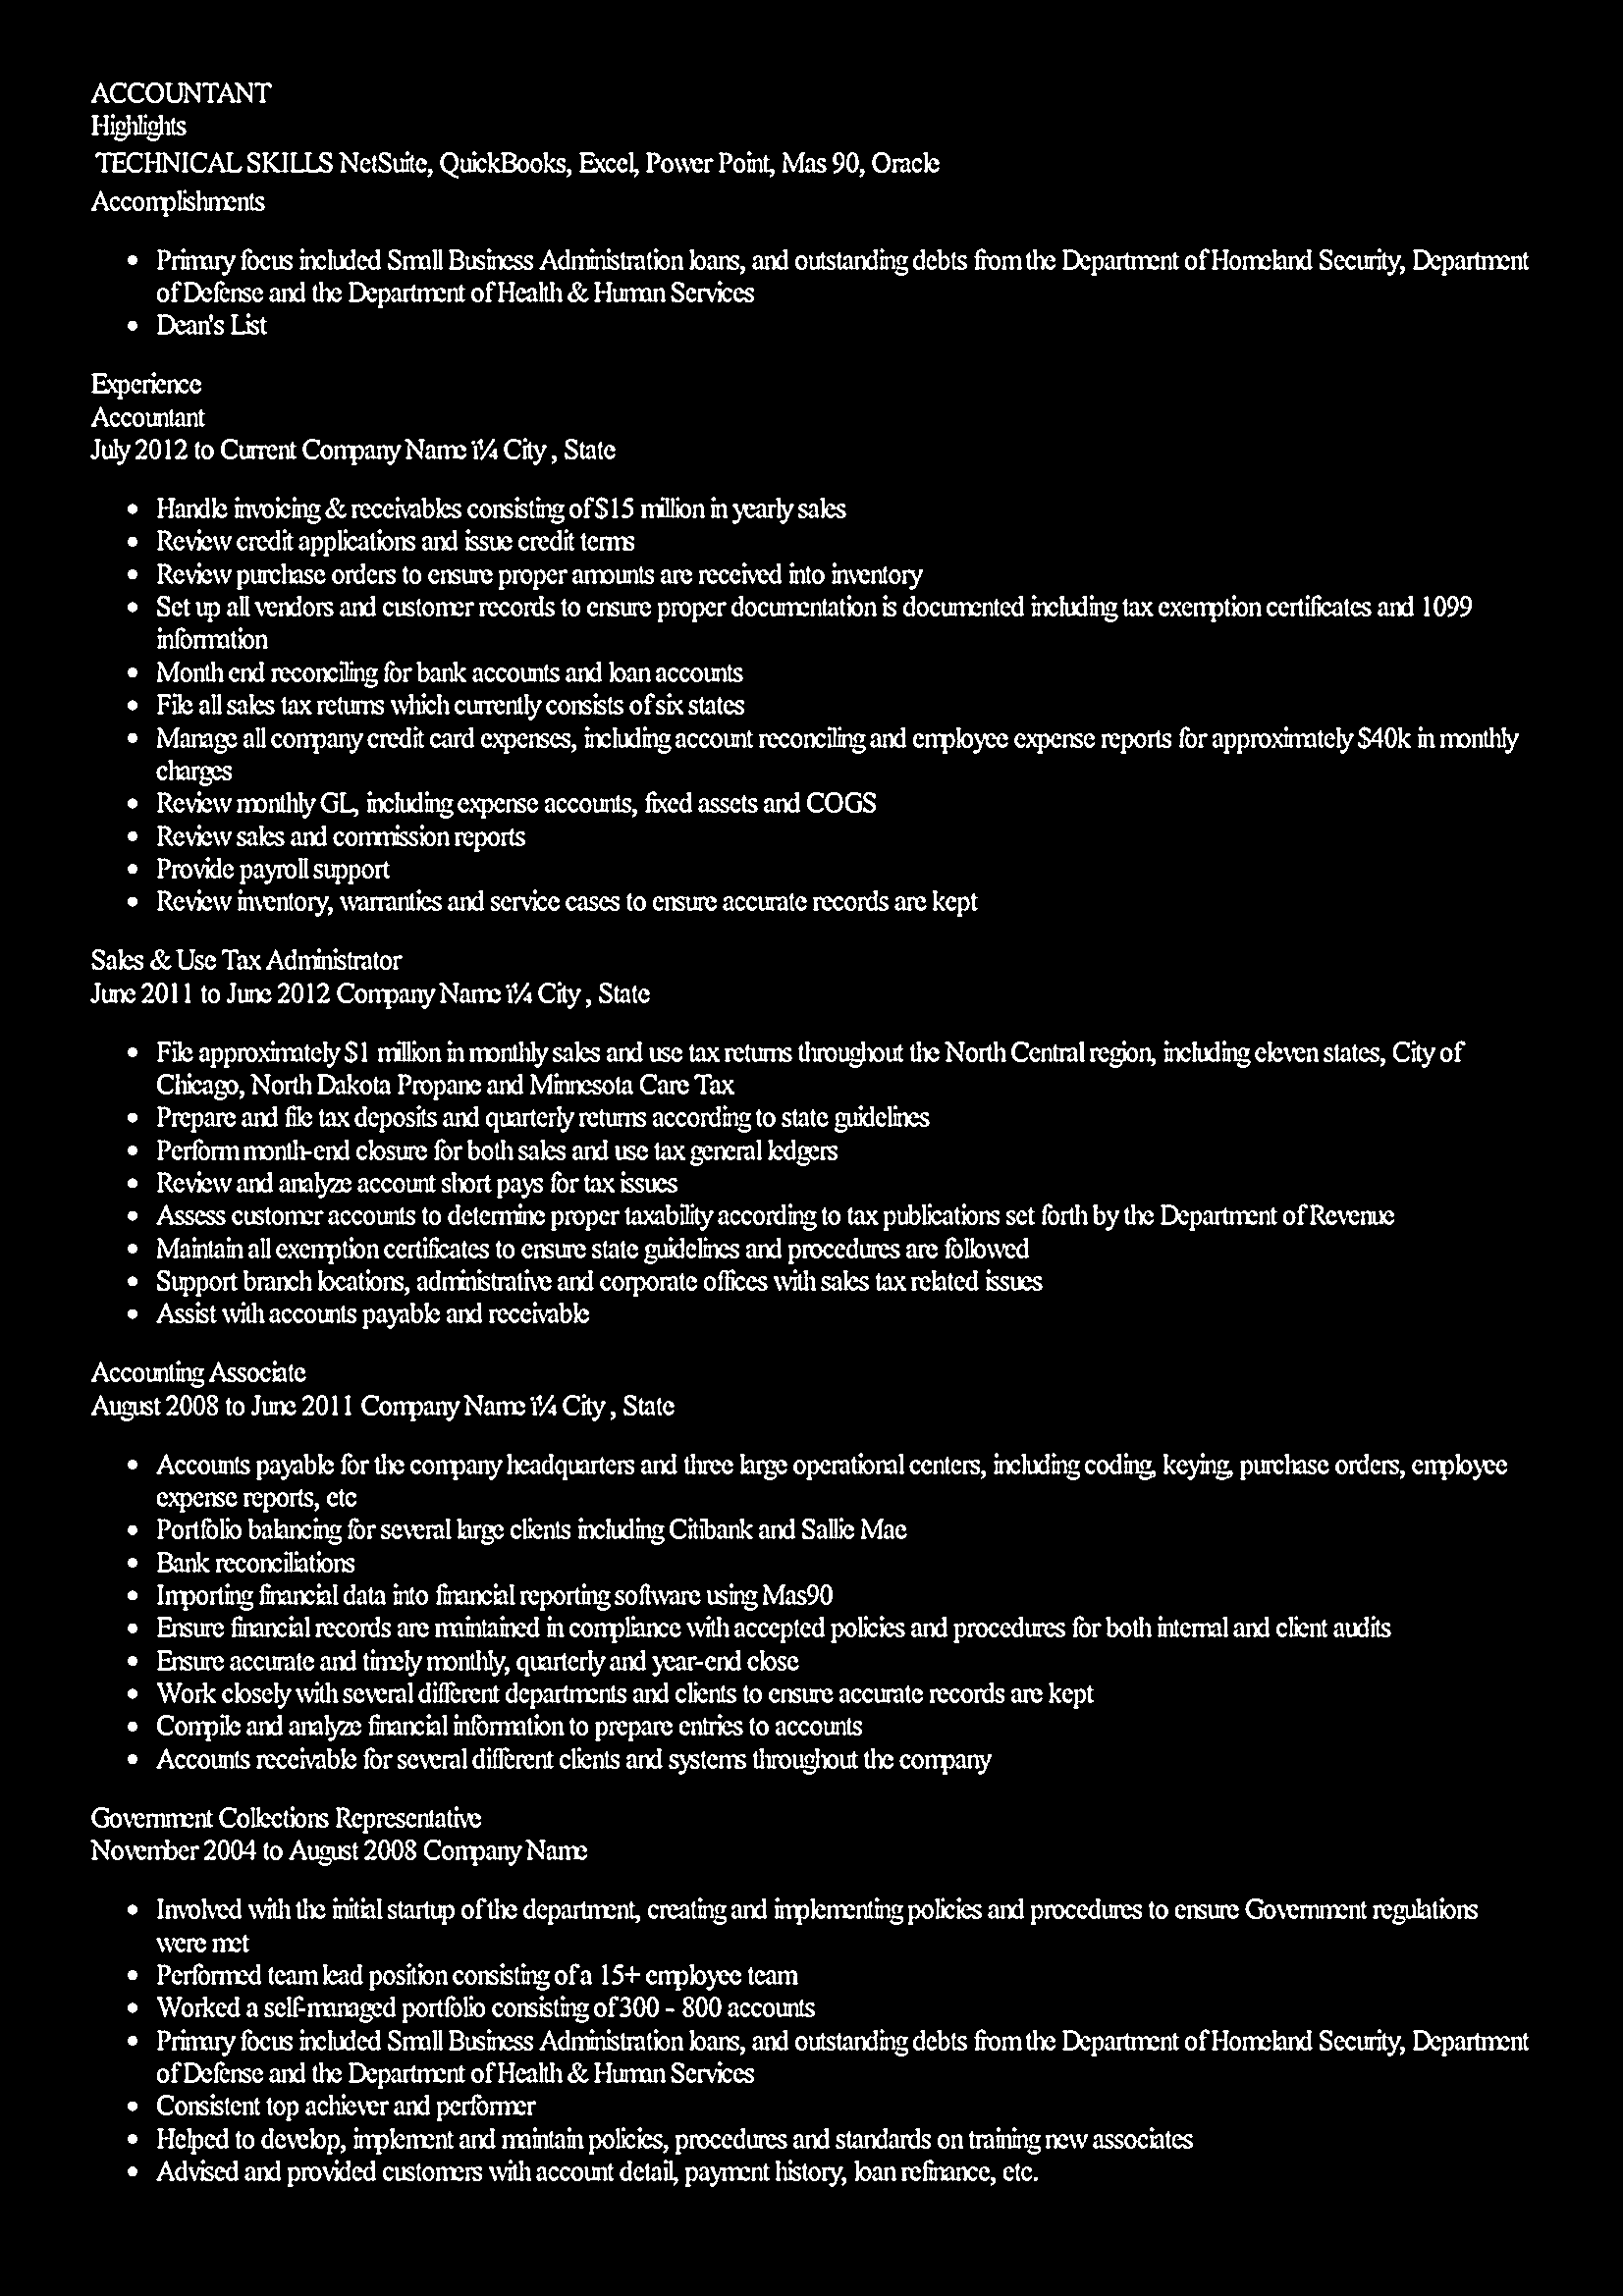 ACCOUNTANT
Highlights
TECHNICAL SKILLS NetSuite, QuickBooks, Excel, Power Point, Mas 90, Oracle
Accomplishments
• Primary focus included Small Business Administration loans, and outstanding debts from the Department of Homeland Security, Department
of Defense and the Department of Health & Human Services
• Dean's List
Experience
Accountant
July 2012 to Current Company Name ï¼ City , State
• Handle invoicing & receivables consisting of $15 million in yearly sales
• Review credit applications and issue credit terms
• Review purchase orders to ensure proper amounts are received into inventory
• Set up all vendors and customer records to ensure proper documentation is documented including tax exemption certificates and 1099
information
• Month end reconciling for bank accounts and loan accounts
• File all sales tax returns which currently consists of six states
• Manage all company credit card expenses, including account reconciling and employee expense reports for approximately $40k in monthly
charges
• Review monthly GL, including expense accounts, fixed assets and COGS
• Review sales and commission reports
• Provide payroll support
• Review inventory, warranties and service cases to ensure accurate records are kept
Sales & Use Tax Administrator
June 2011 to June 2012 Company Name ï¼ City , State
• File approximately $1 million in monthly sales and use tax returns throughout the North Central region, including eleven states, City of
Chicago, North Dakota Propane and Minnesota Care Tax
• Prepare and file tax deposits and quarterly returns according to state guidelines
• Perform month-end closure for both sales and use tax general ledgers
• Review and analyze account short pays for tax issues
• Assess customer accounts to determine proper taxability according to tax publications set forth by the Department of Revenue
• Maintain all exemption certificates to ensure state guidelines and procedures are followed
• Support branch locations, administrative and corporate offices with sales tax related issues
• Assist with accounts payable and receivable
Accounting Associate
August 2008 to June 2011 Company Name ï¼ City , State
• Accounts payable for the company headquarters and three large operational centers, including coding, keying, purchase orders, employee
expense reports, etc
• Portfolio balancing for several large clients including Citibank and Sallie Mae
• Bank reconciliations
• Importing financial data into financial reporting software using Mas90
• Ensure financial records are maintained in compliance with accepted policies and procedures for both internal and client audits
• Ensure accurate and timely monthly, quarterly and year-end close
• Work closely with several different departments and clients to ensure accurate records are kept
• Compile and analyze financial information to prepare entries to accounts
• Accounts receivable for several different clients and systems throughout the company
Government Collections Representative
November 2004 to August 2008 Company Name
• Involved with the initial startup of the department, creating and implementing policies and procedures to ensure Government regulations
were met
• Performed team lead position consisting of a 15+ employee team
• Worked a self-managed portfolio consisting of 300 - 800 accounts
• Primary focus included Small Business Administration loans, and outstanding debts from the Department of Homeland Security, Department
of Defense and the Department of Health & Human Services
• Consistent top achiever and performer
• Helped to develop, implement and maintain policies, procedures and standards on training new associates
• Advised and provided customers with account detail, payment history, loan refinance, etc.